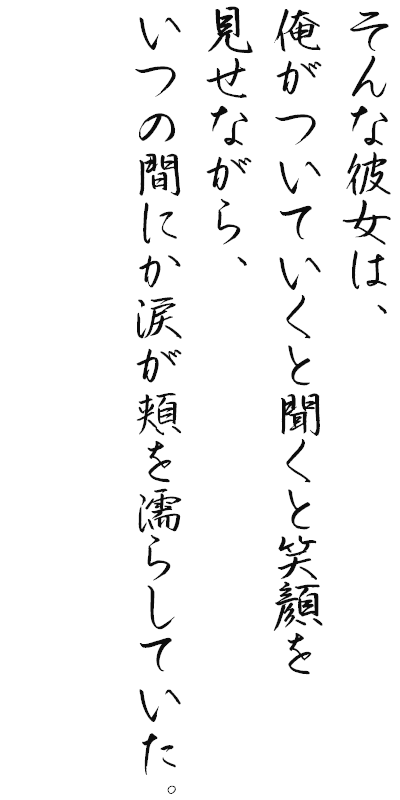 そんな彼女は、
俺がついていくと聞くと笑顔を
見せながら、
いつの間にか涙が頬を濡らしていた。